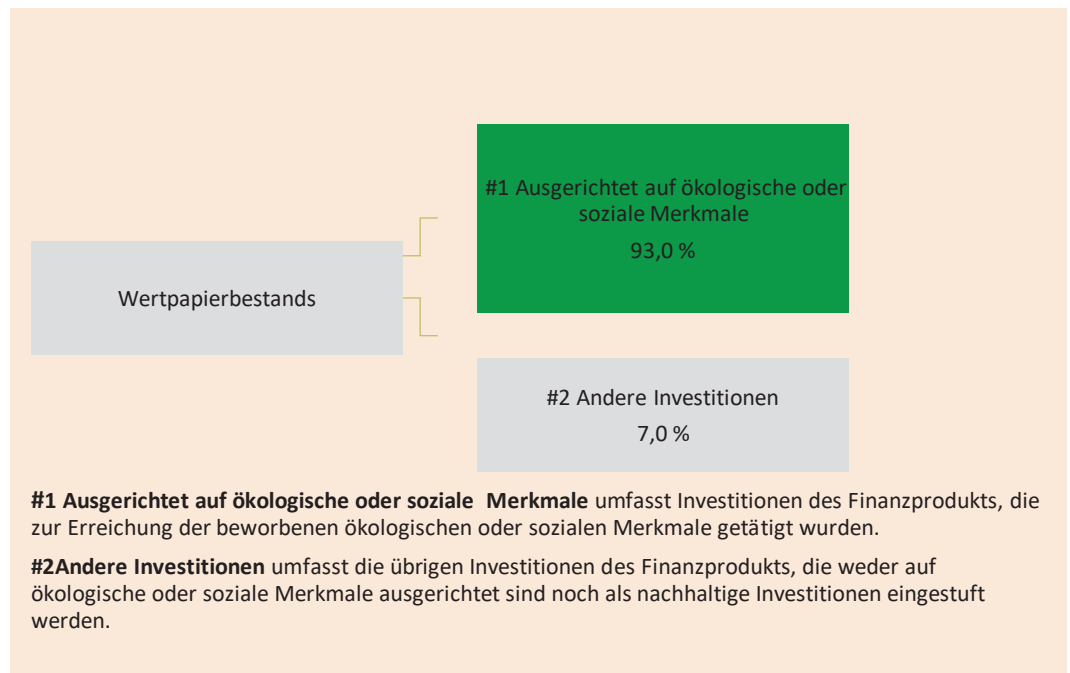 #1 Ausgerichtet auf ökologische oder
soziale Merkmale
93,0 %
Wertpapierbestands
#2 Andere Investitionen
7,0 %
#1 Ausgerichtet auf ökologische oder soziale Merkmale umfasst Investitionen des Finanzprodukts, die
zur Erreichung der beworbenen ökologischen oder sozialen Merkmale getätigt wurden.
#2Andere Investitionen umfasst die übrigen Investitionen des Finanzprodukts, die weder auf
ökologische oder soziale Merkmale ausgerichtet sind noch als nachhaltige Investitionen eingestuft
werden.